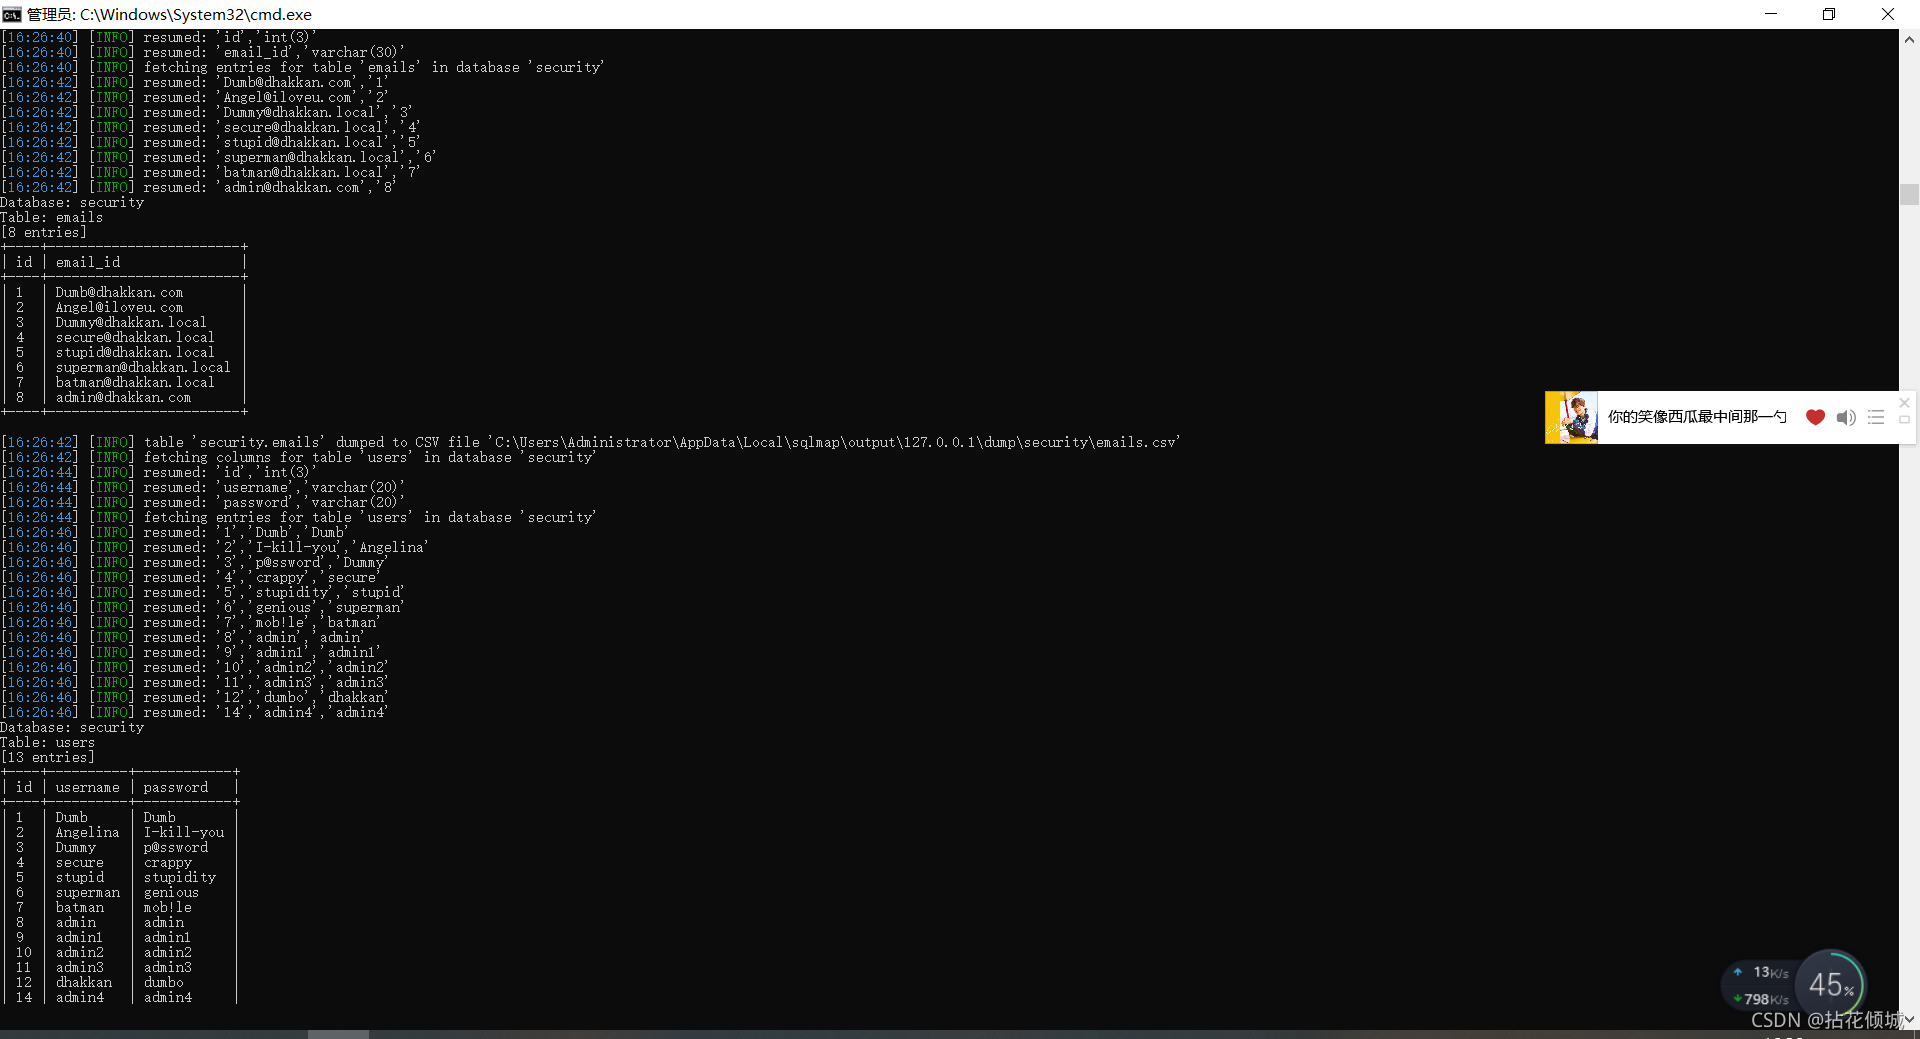 管理员: C:\Windows\System32\cmd.exe
[16:26:40] [INFO] resumed: 'id','int(3)'
[16:26:40] [INFO] resumed: 'email_id','varchar(30)'
[16:26:40] [INFO] fetching entries for table 'emails' in database 'security'
[16:26:42] [INFO] resumed: 'Dumb@dhakkan.com','1'
[16:26:42] [INFO] resumed: 'Angel@iloveu.com','2'
[16:26:42] [INFO] resumed: 'Dummy@dhakkan.local','3'
[16:26:42] [INFO] resumed: 'secure@dhakkan.local','4'
[16:26:42] [INFO] resumed: 'stupid@dhakkan.local','5'
[16:26:42] [INFO] resumed: 'superman@dhakkan.local','6'
[16:26:42] [INFO] resumed: 'batman@dhakkan.local','7'
[16:26:42] [INFO] resumed: 'admin@dhakkan.com','8'
Database: security
Table: emails
[8 entries]
+----+------------------------+
| id | email_id               |
+----+------------------------+
| 1  | Dumb@dhakkan.com       |
| 2  | Angel@iloveu.com       |
| 3  | Dummy@dhakkan.local    |
| 4  | secure@dhakkan.local   |
| 5  | stupid@dhakkan.local   |
| 6  | superman@dhakkan.local |
| 7  | batman@dhakkan.local   |
| 8  | admin@dhakkan.com      |
+----+------------------------+
你的笑像西瓜最中间那一勺
[16:26:42] [INFO] table 'security.emails' dumped to CSV file 'C:\Users\Administrator\AppData\Local\sqlmap\output\127.0.0.1\dump\security\emails.csv'
[16:26:42] [INFO] fetching columns for table 'users' in database 'security'
[16:26:44] [INFO] resumed: 'id','int(3)'
[16:26:44] [INFO] resumed: 'username','varchar(20)'
[16:26:44] [INFO] resumed: 'password','varchar(20)'
[16:26:44] [INFO] fetching entries for table 'users' in database 'security'
[16:26:46] [INFO] resumed: '1','Dumb','Dumb'
[16:26:46] [INFO] resumed: '2','I-kill-you','Angelina'
[16:26:46] [INFO] resumed: '3','p@ssword','Dummy'
[16:26:46] [INFO] resumed: '4','crappy','secure'
[16:26:46] [INFO] resumed: '5','stupidity','stupid'
[16:26:46] [INFO] resumed: '6','genious','superman'
[16:26:46] [INFO] resumed: '7','mob!le','batman'
[16:26:46] [INFO] resumed: '8','admin','admin'
[16:26:46] [INFO] resumed: '9','admin1','admin1'
[16:26:46] [INFO] resumed: '10','admin2','admin2'
[16:26:46] [INFO] resumed: '11','admin3','admin3'
[16:26:46] [INFO] resumed: '12','dumbo','dhakkan'
[16:26:46] [INFO] resumed: '14','admin4','admin4'
Database: security
Table: users
[13 entries]
+----+----------+------------+
| id | username | password   |
+----+----------+------------+
| 1  | Dumb     | Dumb       |
| 2  | Angelina | I-kill-you |
| 3  | Dummy    | p@ssword   |
| 4  | secure   | crappy     |
| 5  | stupid   | stupidity  |
| 6  | superman | genious    |
| 7  | batman   | mob!le     |
| 8  | admin    | admin      |
| 9  | admin1   | admin1     |
| 10 | admin2   | admin2     |
| 11 | admin3   | admin3     |
| 12 | dhakkan  | dumbo      |
| 14 | admin4   | admin4     |
13K/s
45%
798K/s
CSDN @拈花倾城